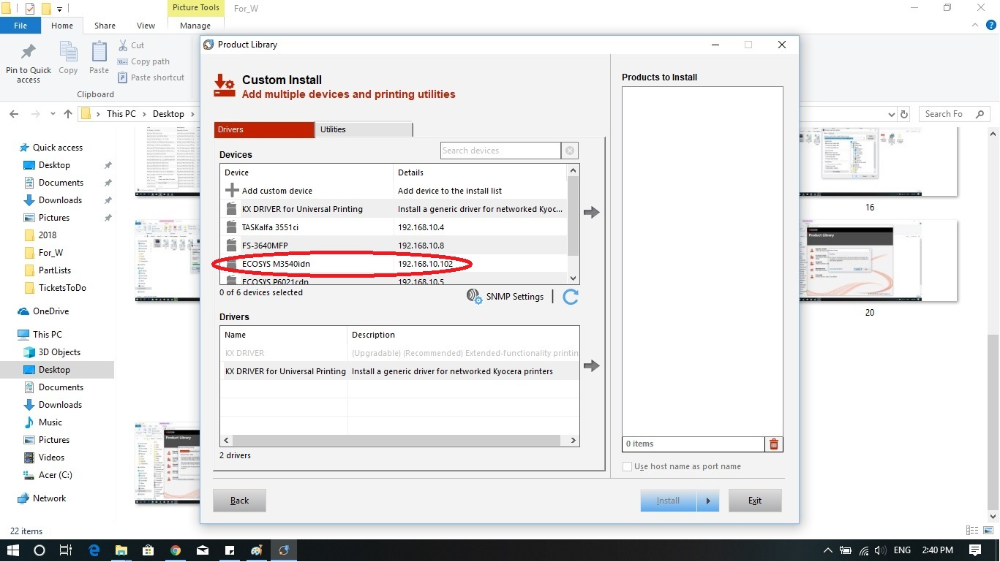 Picture Tools
For_W
File
Home
Share
View
Manage
Pin to Quick access
Copy
Paste
Cut
Copy path
Paste shortcut
Clipboard
This PC
Desktop
Search Fo
Quick access
Desktop
Documents
Downloads
Pictures
2018
For_W
PartLists
TicketsToDo
OneDrive
This PC
3D Objects
Desktop
Documents
Downloads
Music
Pictures
Videos
Acer (C:)
Network
22 items
16
20
Product Library
Custom Install
Add multiple devices and printing utilities
Drivers
Utilities
Devices
Search devices
Device Details
Add custom device Add device to the install list
KX DRIVER for Universal Printing Install a generic driver for networked Kyoc...
TASKalfa 3551ci 192.168.10.4
FS-3640MFP 192.168.10.8
ECOSYS M3540idn 192.168.10.102
ECOSYS P6021cdn 192.168.10.5
0 of 6 devices selected
SNMP Settings
Drivers
Name Description
KX DRIVER (Upgradable) (Recommended) Extended-functionality printin
KX DRIVER for Universal Printing Install a generic driver for networked Kyocera printers
2 drivers
Products to Install
0 items
Use host name as port name
Back
Install
Exit
ENG
2:40 PM